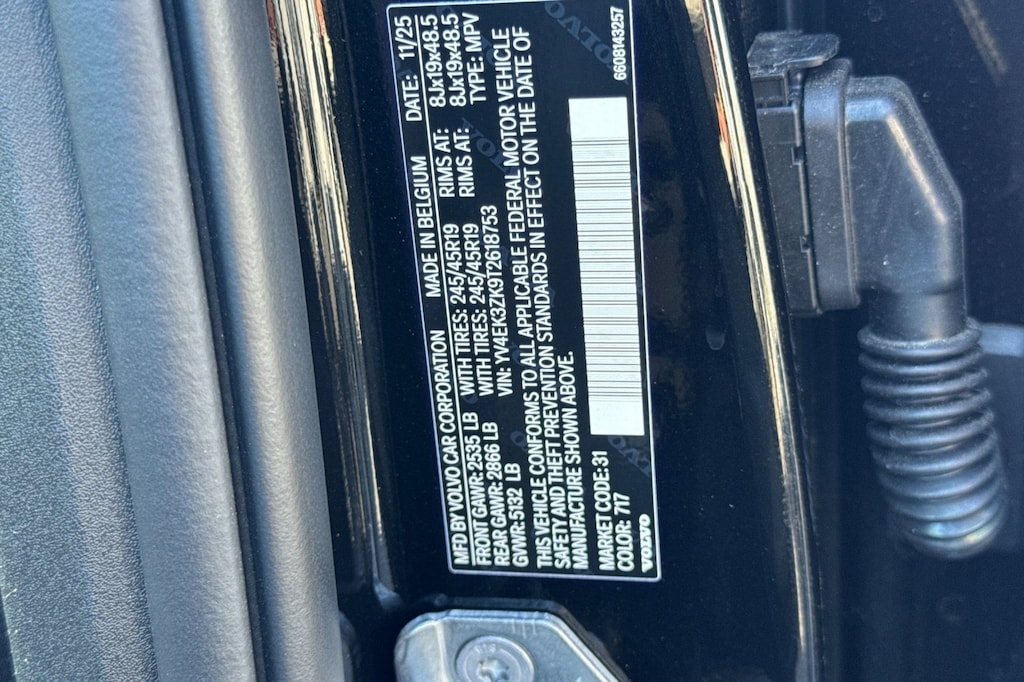 MFD BY VOLVO CAR CORPORATION MADE IN BELGIUM DATE: 11/25
FRONT GAWR: 2535 LB WITH TIRES: 245/45R19 RIMS AT: 8Jx19x48.5
REAR GAWR: 2866 LB WITH TIRES: 245/45R19 RIMS AT: 8Jx19x48.5
GVWR: 5132 LB VIN: YV4EK3ZK9T2618753 TYPE: MPV
THIS VEHICLE CONFORMS TO ALL APPLICABLE FEDERAL MOTOR VEHICLE
SAFETY AND THEFT PREVENTION STANDARDS IN EFFECT ON THE DATE OF
MANUFACTURE SHOWN ABOVE.
MARKET CODE: 31
COLOR: 717
VOLVO
6608143257